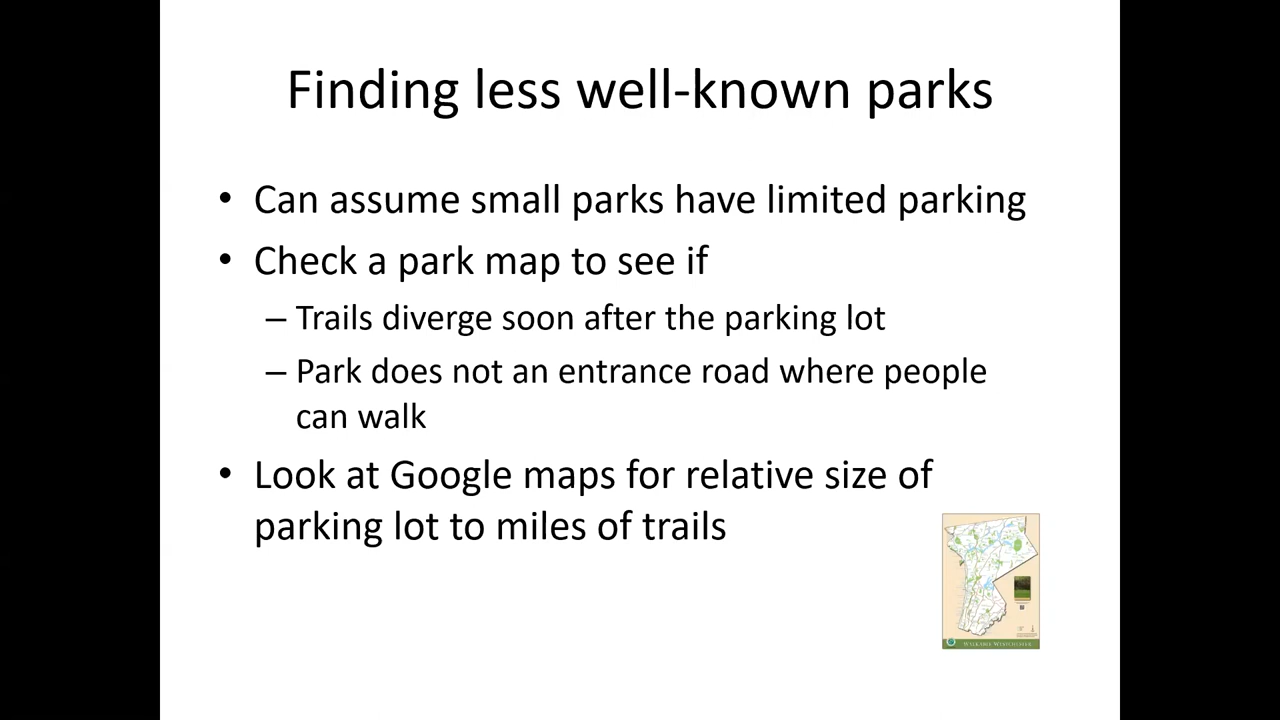 Finding less well-known parks
• Can assume small parks have limited parking
• Check a park map to see if
– Trails diverge soon after the parking lot
– Park does not an entrance road where people
can walk
• Look at Google maps for relative size of
parking lot to miles of trails
WALKABLE WESTCHESTER